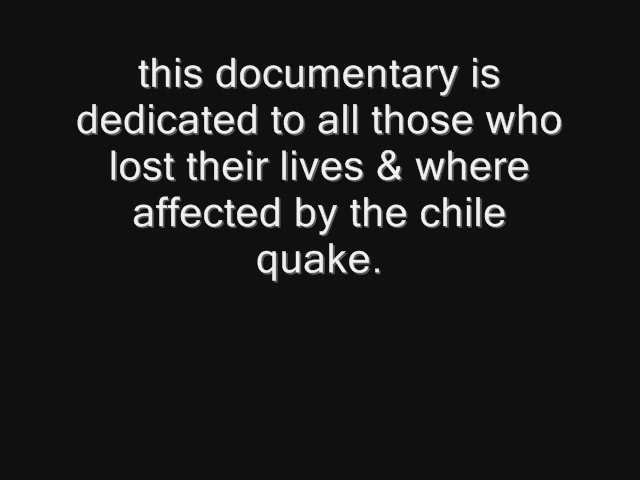 this documentary is
dedicated to all those who
lost their lives & where
affected by the chile
quake.